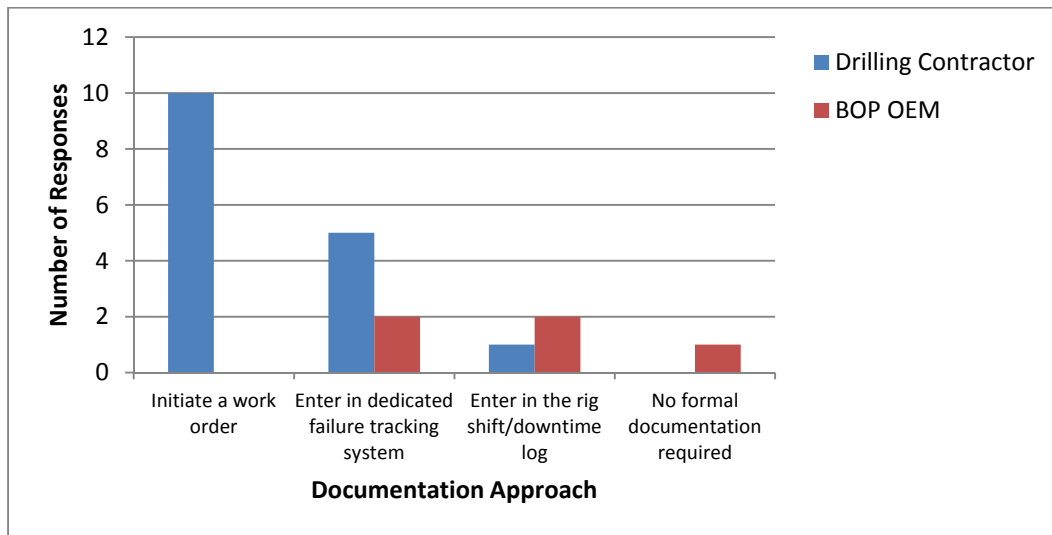 12
10
8
6
4
2
0
Number of Responses
Drilling Contractor
BOP OEM
Initiate a work
order
Enter in dedicated
failure tracking
system
Enter in the rig
shift/downtime
log
No formal
documentation
required
Documentation Approach